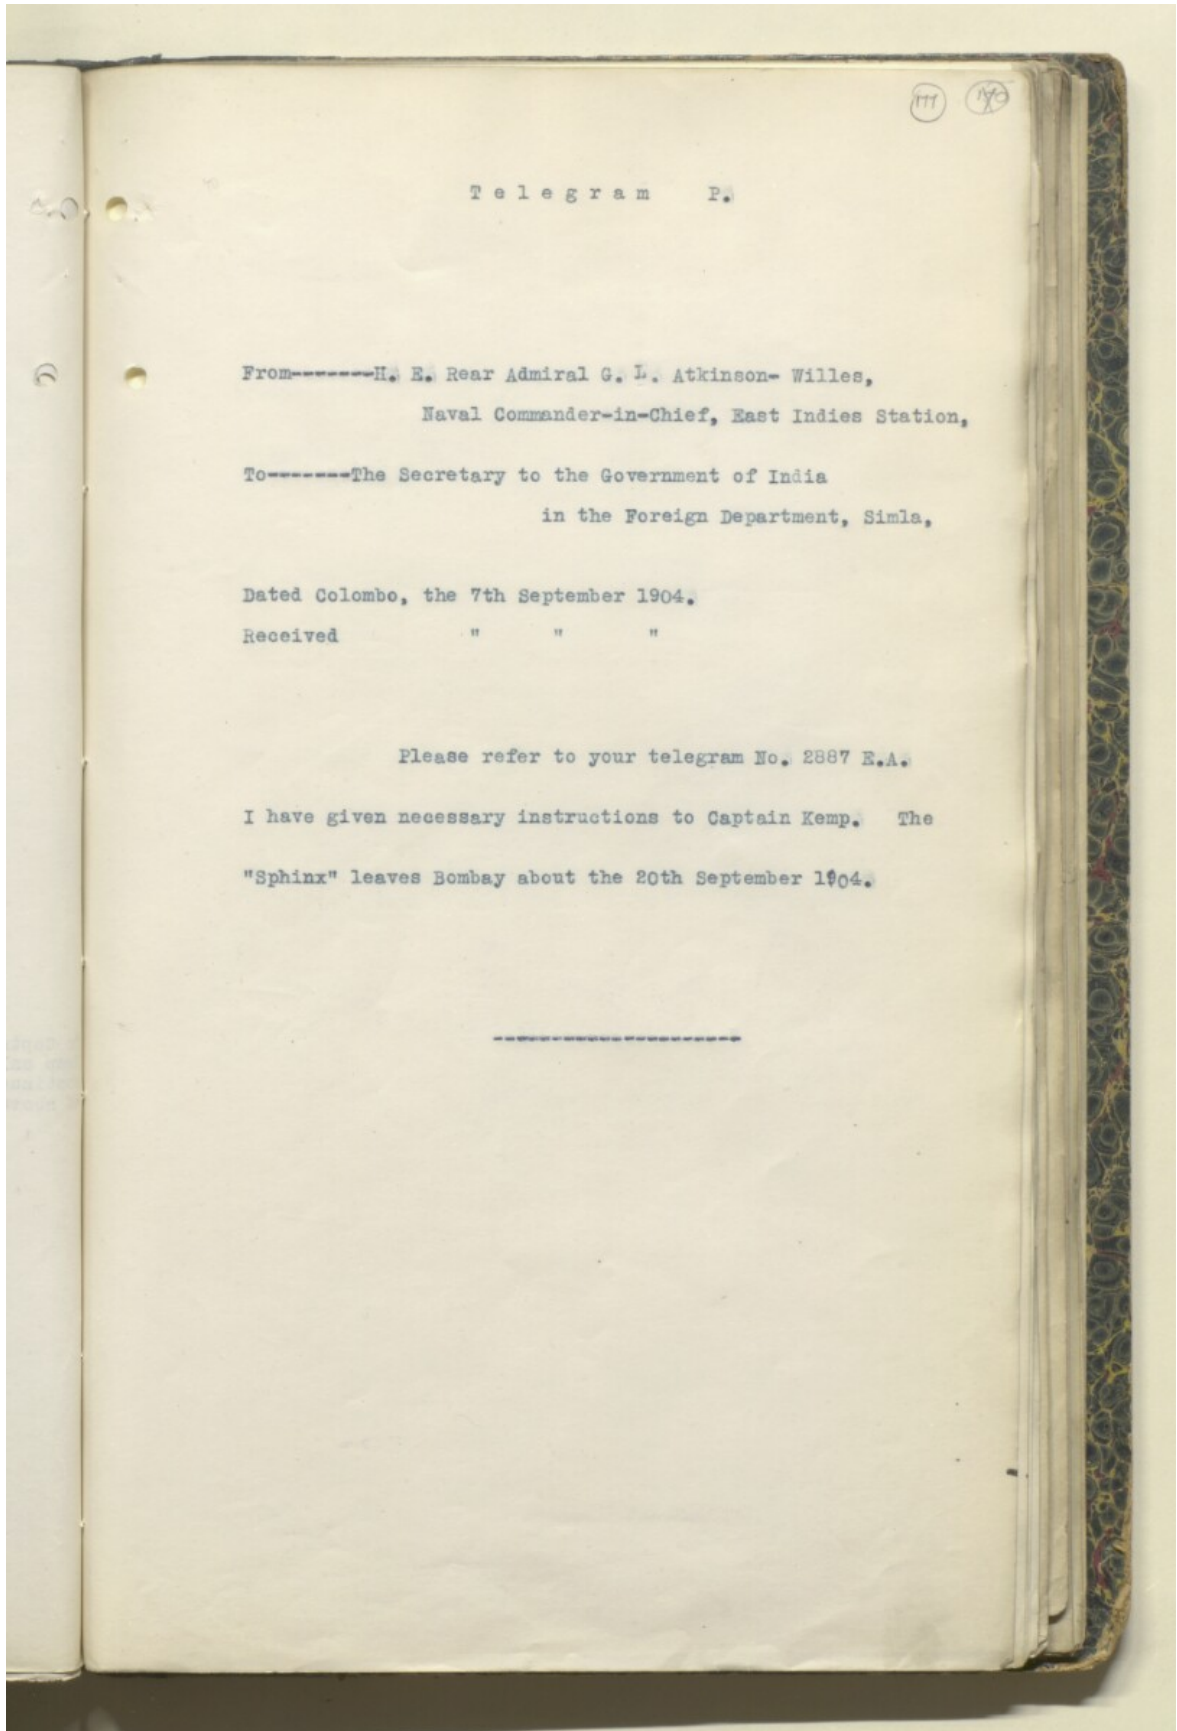 T e l e g r a m P.
From-------H. E. Rear Admiral G. L. Atkinson- Willes,
Naval Commander-in-Chief, East Indies Station,
To-------The Secretary to the Government of India
in the Foreign Department, Simla,
Dated Colombo, the 7th September 1904.
Received " " "
Please refer to your telegram No. 2887 E.A.
I have given necessary instructions to Captain Kemp. The
"Sphinx" leaves Bombay about the 20th September 1904.
---------------------